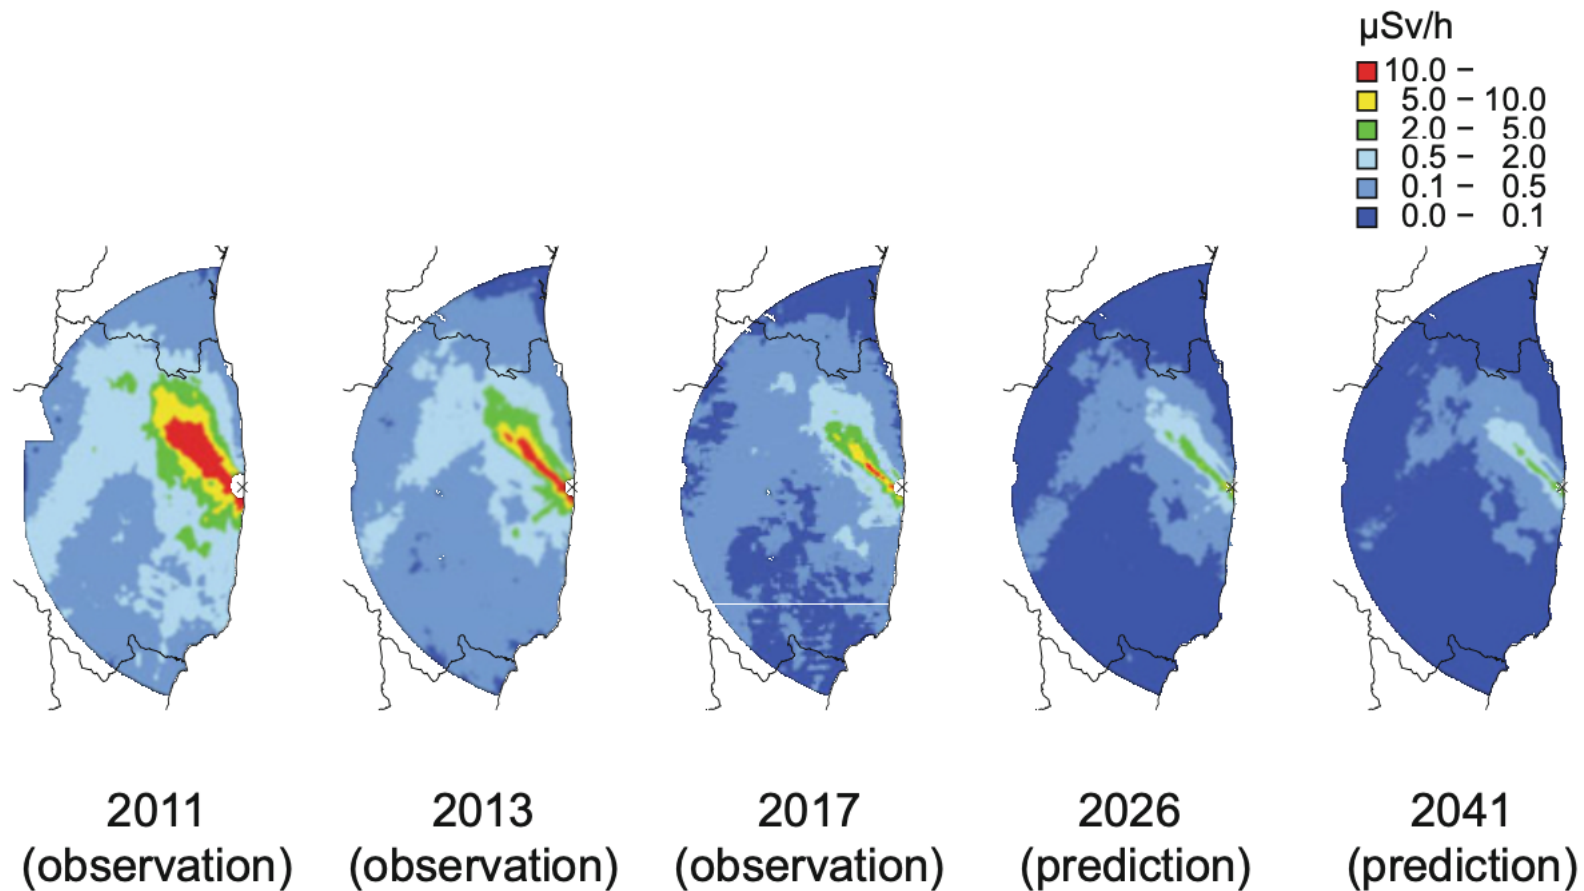 µSv/h
10.0 –
5.0 – 10.0
2.0 – 5.0
0.5 – 2.0
0.1 – 0.5
0.0 – 0.1
2011
(observation)
2013
(observation)
2017
(observation)
2026
(prediction)
2041
(prediction)